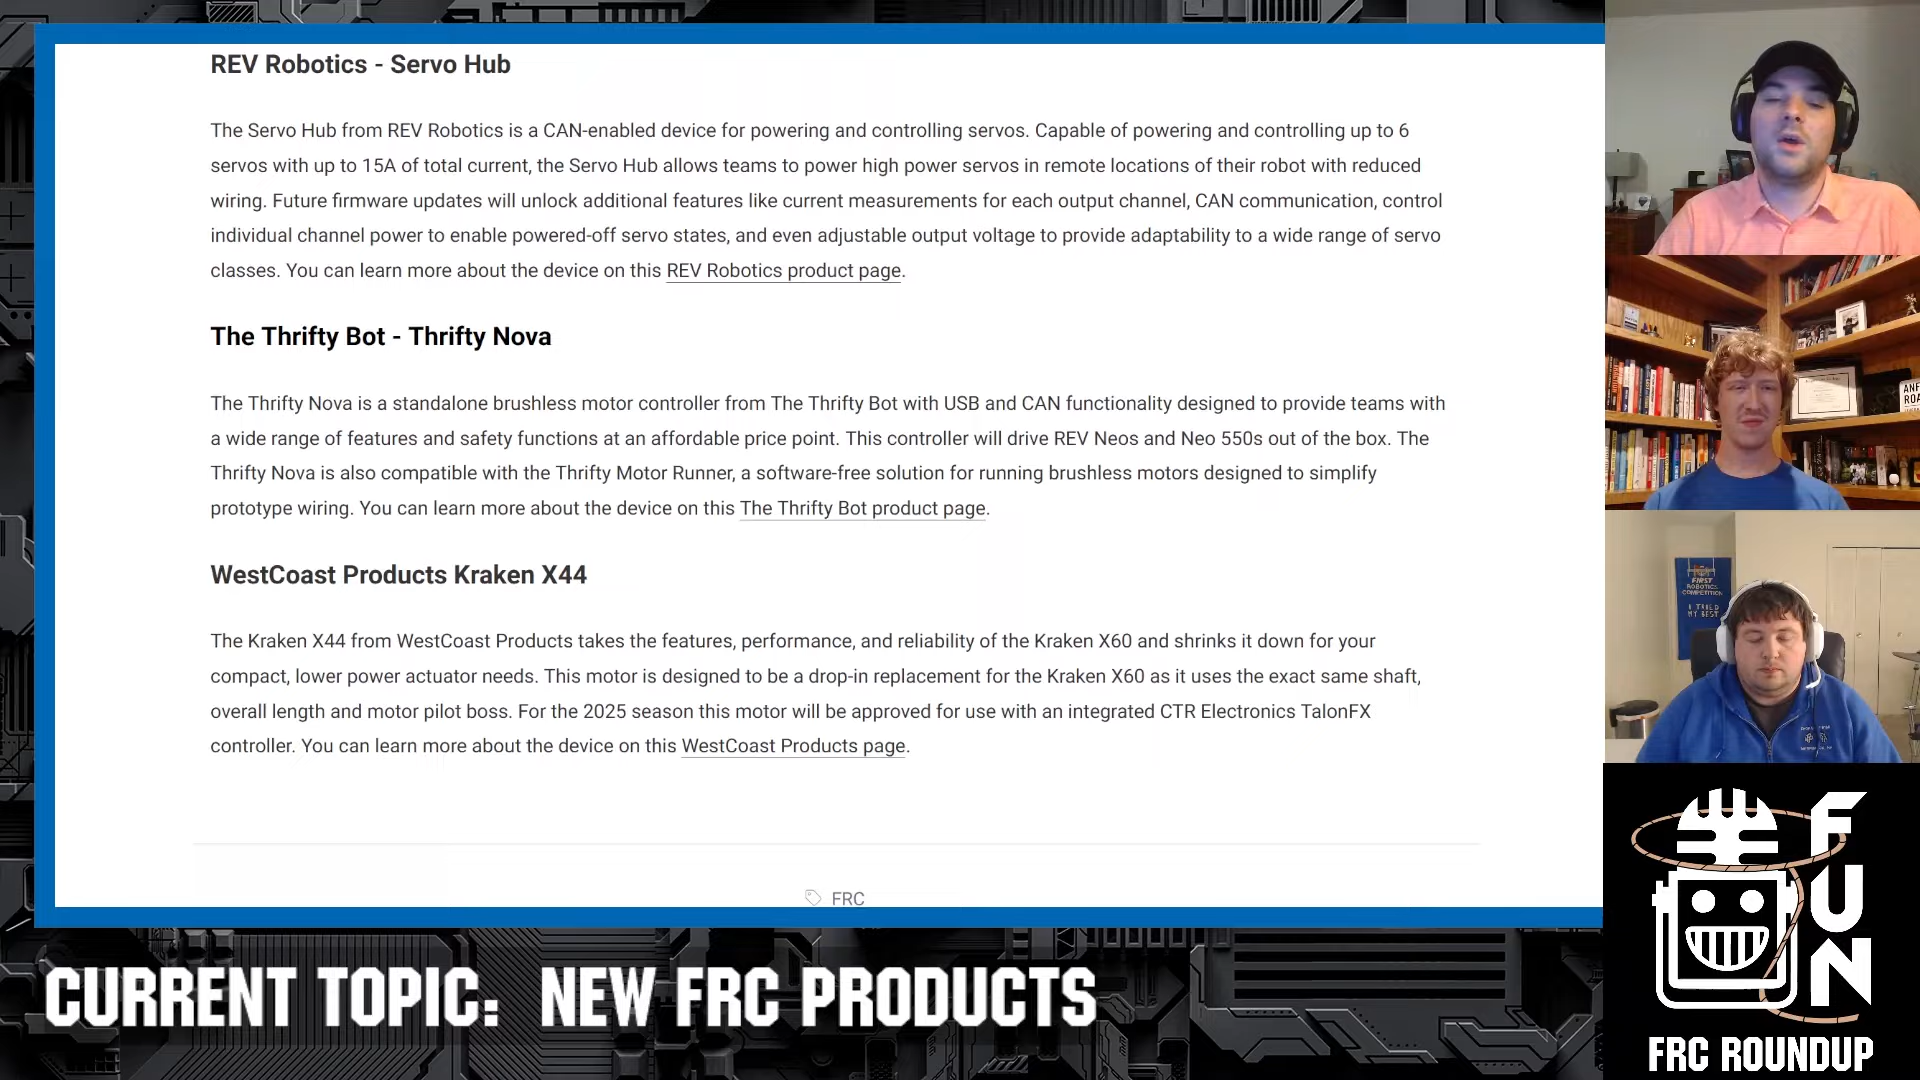 REV Robotics - Servo Hub
The Servo Hub from REV Robotics is a CAN-enabled device for powering and controlling servos. Capable of powering and controlling up to 6
servos with up to 15A of total current, the Servo Hub allows teams to power high power servos in remote locations of their robot with reduced
wiring. Future firmware updates will unlock additional features like current measurements for each output channel, CAN communication, control
individual channel power to enable powered-off servo states, and even adjustable output voltage to provide adaptability to a wide range of servo
classes. You can learn more about the device on this REV Robotics product page.
The Thrifty Bot - Thrifty Nova
The Thrifty Nova is a standalone brushless motor controller from The Thrifty Bot with USB and CAN functionality designed to provide teams with
a wide range of features and safety functions at an affordable price point. This controller will drive REV Neos and Neo 550s out of the box. The
Thrifty Nova is also compatible with the Thrifty Motor Runner, a software-free solution for running brushless motors designed to simplify
prototype wiring. You can learn more about the device on this The Thrifty Bot product page.
WestCoast Products Kraken X44
The Kraken X44 from WestCoast Products takes the features, performance, and reliability of the Kraken X60 and shrinks it down for your
compact, lower power actuator needs. This motor is designed to be a drop-in replacement for the Kraken X60 as it uses the exact same shaft,
overall length and motor pilot boss. For the 2025 season this motor will be approved for use with an integrated CTR Electronics TalonFX
controller. You can learn more about the device on this WestCoast Products page.
FRC
CURRENT TOPIC: NEW FRC PRODUCTS
FIRST
ROBOTICS
COMPETITION
I TRIED
MY BEST
FUN
FRC ROUNDUP